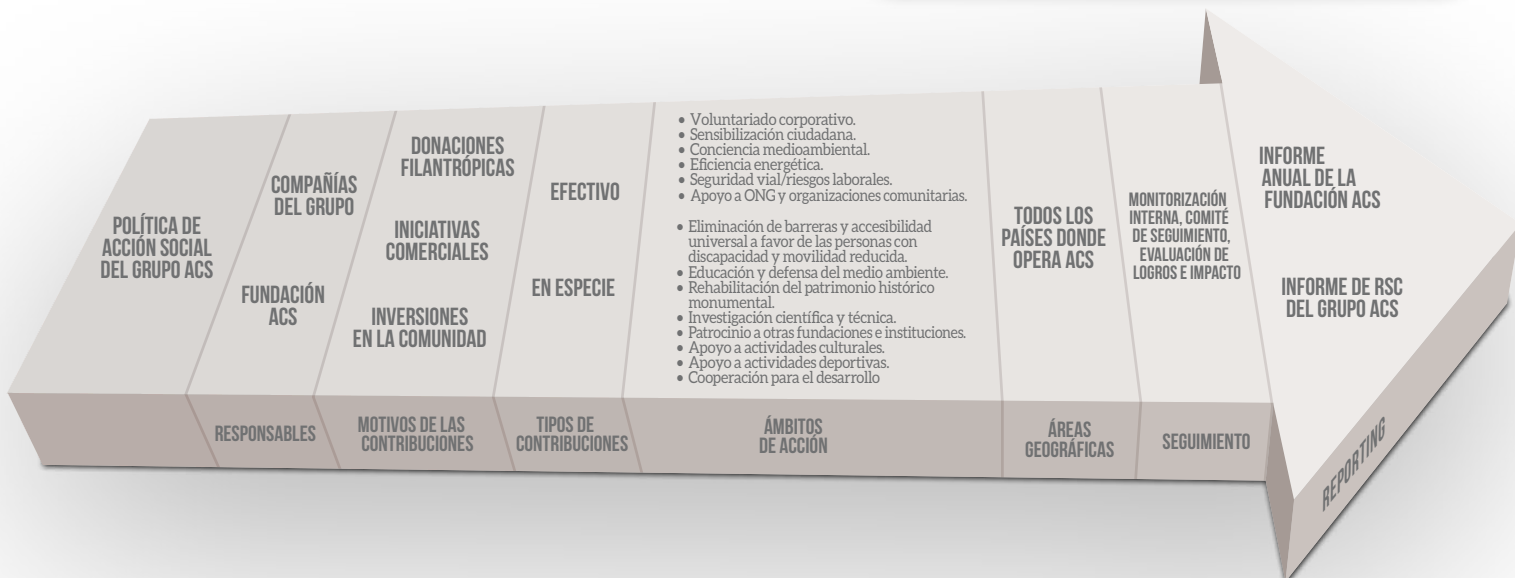 POLÍTICA DE
ACCIÓN SOCIAL
DEL GRUPO ACS
COMPAÑÍAS
DEL GRUPO
FUNDACIÓN
ACS
RESPONSABLES
DONACIONES
FILANTRÓPICAS
INICIATIVAS
COMERCIALES
INVERSIONES
EN LA COMUNIDAD
MOTIVOS DE LAS
CONTRIBUCIONES
EFECTIVO
EN ESPECIE
TIPOS DE
CONTRIBUCIONES
• Voluntariado corporativo.
• Sensibilización ciudadana.
• Conciencia medioambiental.
• Eficiencia energética.
• Seguridad vial/riesgos laborales.
• Apoyo a ONG y organizaciones comunitarias.
• Eliminación de barreras y accesibilidad
universal a favor de las personas con
discapacidad y movilidad reducida.
• Educación y defensa del medio ambiente.
• Rehabilitación del patrimonio histórico
monumental.
• Investigación científica y técnica.
• Patrocinio a otras fundaciones e instituciones.
• Apoyo a actividades culturales.
• Apoyo a actividades deportivas.
• Cooperación para el desarrollo
ÁMBITOS
DE ACCIÓN
TODOS LOS
PAÍSES DONDE
OPERA ACS
ÁREAS
GEOGRÁFICAS
MONITORIZACIÓN
INTERNA, COMITÉ
DE SEGUIMIENTO,
EVALUACIÓN DE
LOGROS E IMPACTO
SEGUIMIENTO
INFORME
ANUAL DE LA
FUNDACIÓN ACS
INFORME DE RSC
DEL GRUPO ACS
REPORTING